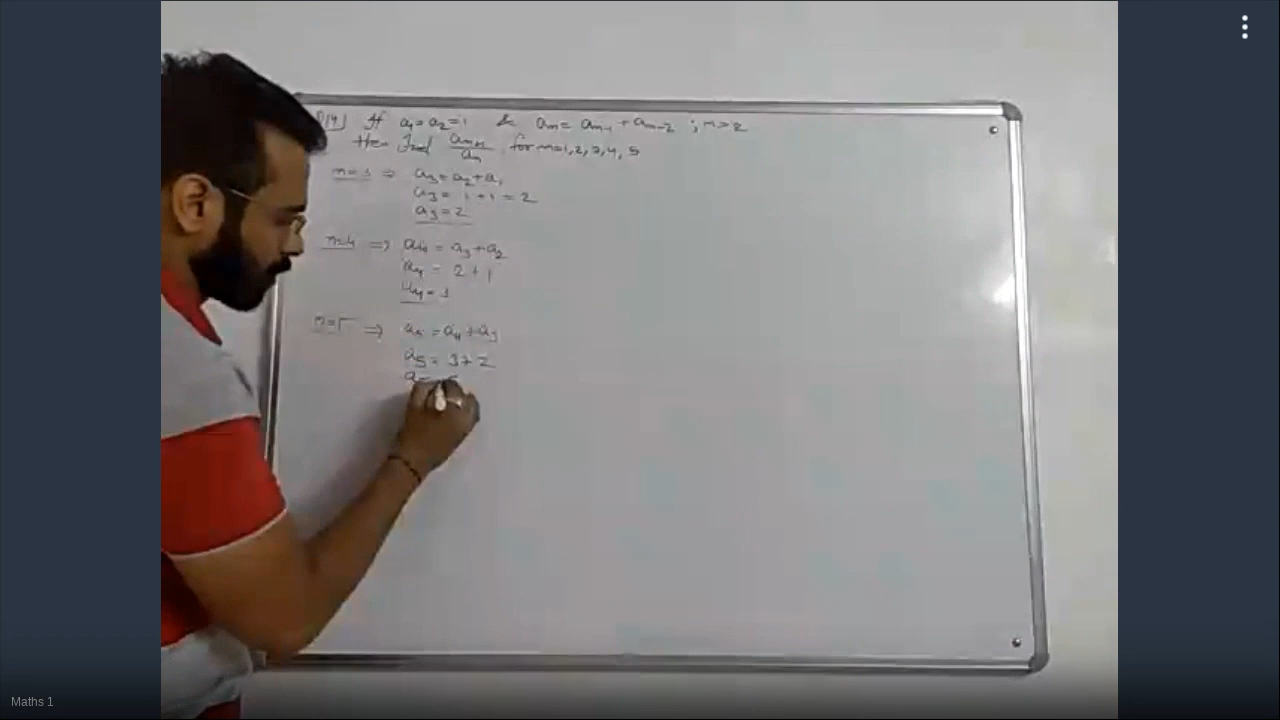 Q14] If a₁=a₂=1 & aₙ = aₙ₋₁ + aₙ₋₂ ; n>2
then Find aₙ₊₁/aₙ for n=1,2,3,4,5
n=3 ⇒ a₃=a₂+a₁
a₃= 1+1 = 2
a₃=2
n=4 ⇒ a₄ = a₃+a₂
a₄ = 2+1
a₄=3
n=5 ⇒ a₅ = a₄+a₃
a₅= 3+2
Maths 1